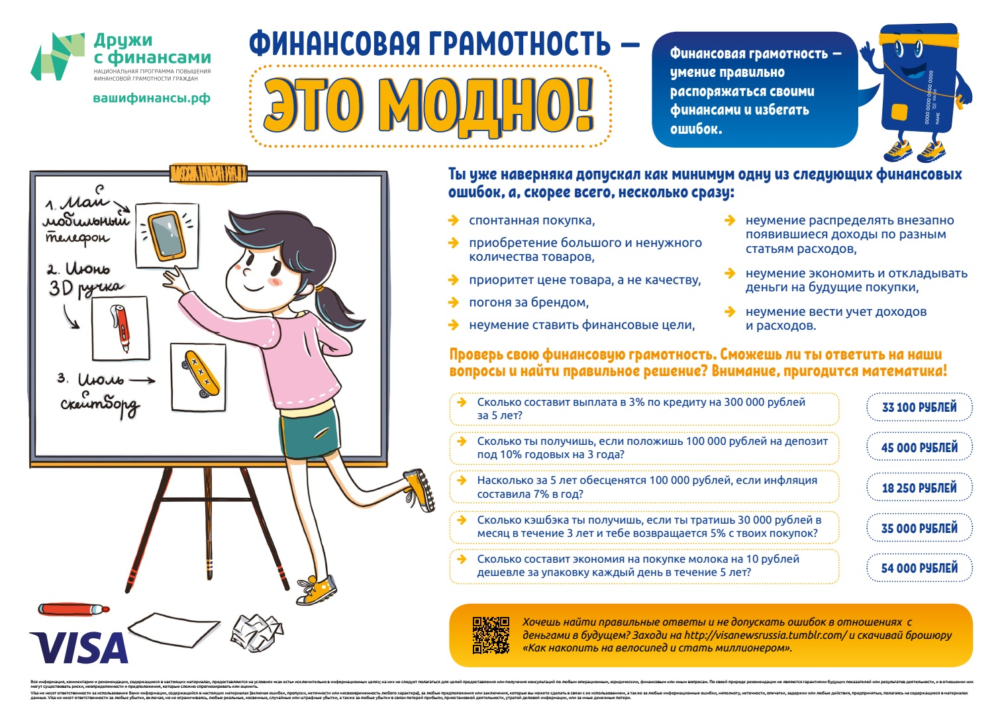 Дружи
с финансами
НАЦИОНАЛЬНАЯ ПРОГРАММА ПОВЫШЕНИЯ
ФИНАНСОВОЙ ГРАМОТНОСТИ ГРАЖДАН
вашифинансы.рф
ФИНАНСОВАЯ ГРАМОТНОСТЬ —
ЭТО МОДНО!
Финансовая грамотность —
умение правильно
распоряжаться своими
финансами и избегать
ошибок.
0000 0000 0000 0000
NAME
1. Май
мобильный
телефон
2. Июнь
3D ручка
3. Июль
скейтборд
Ты уже наверняка допускал как минимум одну из следующих финансовых
ошибок, а, скорее всего, несколько сразу:
спонтанная покупка,
приобретение большого и ненужного
количества товаров,
приоритет цене товара, а не качеству,
погоня за брендом,
неумение ставить финансовые цели,
неумение распределять внезапно
появившиеся доходы по разным
статьям расходов,
неумение экономить и откладывать
деньги на будущие покупки,
неумение вести учет доходов
и расходов.
Проверь свою финансовую грамотность. Сможешь ли ты ответить на наши
вопросы и найти правильное решение? Внимание, пригодится математика!
Сколько составит выплата в 3% по кредиту на 300 000 рублей
за 5 лет?
33 100 РУБЛЕЙ
Сколько ты получишь, если положишь 100 000 рублей на депозит
под 10% годовых на 3 года?
45 000 РУБЛЕЙ
Насколько за 5 лет обесценятся 100 000 рублей, если инфляция
составила 7% в год?
18 250 РУБЛЕЙ
Сколько кэшбэка ты получишь, если ты тратишь 30 000 рублей в
месяц в течение 3 лет и тебе возвращается 5% с твоих покупок?
35 000 РУБЛЕЙ
Сколько составит экономия на покупке молока на 10 рублей
дешевле за упаковку каждый день в течение 5 лет?
54 000 РУБЛЕЙ
Хочешь найти правильные ответы и не допускать ошибок в отношениях с
деньгами в будущем? Заходи на http://visanewsrussia.tumblr.com/ и скачивай брошюру
«Как накопить на велосипед и стать миллионером».
VISA
Вся информация, комментарии и рекомендации, содержащиеся в настоящих материалах, предоставляются на условиях «как есть» исключительно в информационных целях; на них не следует полагаться для целей предоставления или получения консультаций по любым операционным, юридическим, финансовым или иным вопросам. По своей природе рекомендации не являются гарантиями будущих показателей или результатов деятельности, и в отношении них
могут существовать риски, неопределенности и предположения, которые сложно спрогнозировать или оценить.
Visa не несет ответственности за использование Вами информации, содержащейся в настоящих материалах (включая ошибки, пропуски, неточности или несвоевременность любого характера), за любые предположения или заключения, которые вы можете сделать в связи с ее использованием, а также за любые информационные ошибки, неполноту, неточности, опечатки, задержки или любые действия, предпринятые, полагаясь на содержащиеся в материалах
данные. Visa не несет ответственности за любые убытки, включая, но не ограничиваясь, любые реальные, косвенные, случайные или штрафные убытки, а также за любые убытки в связи потерей прибыли, приостановкой деятельности, утратой деловой информации, или за иные денежные потери.